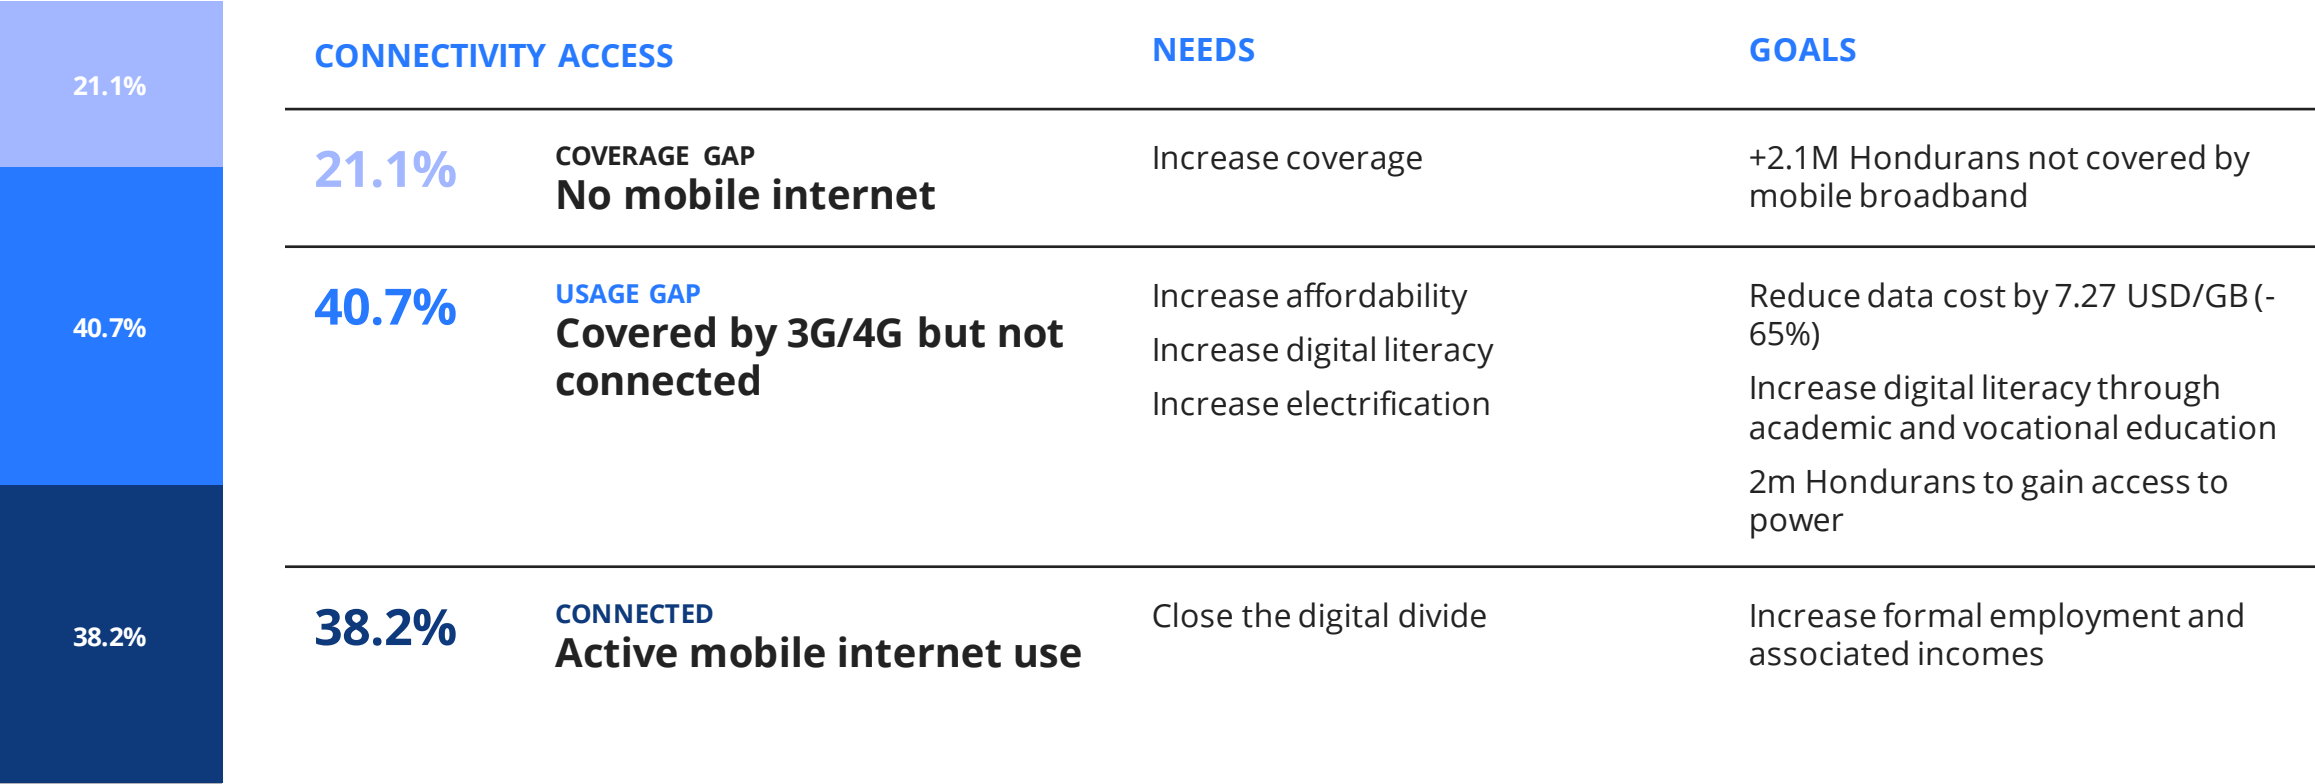 21.1%
40.7%
38.2%
CONNECTIVITY ACCESS
NEEDS
GOALS
21.1%
COVERAGE GAP
No mobile internet
Increase coverage
+2.1M Hondurans not covered by
mobile broadband
40.7%
USAGE GAP
Covered by 3G/4G but not
connected
Increase affordability
Increase digital literacy
Increase electrification
Reduce data cost by 7.27 USD/GB (-
65%)
Increase digital literacy through
academic and vocational education
2m Hondurans to gain access to
power
38.2%
CONNECTED
Active mobile internet use
Close the digital divide
Increase formal employment and
associated incomes